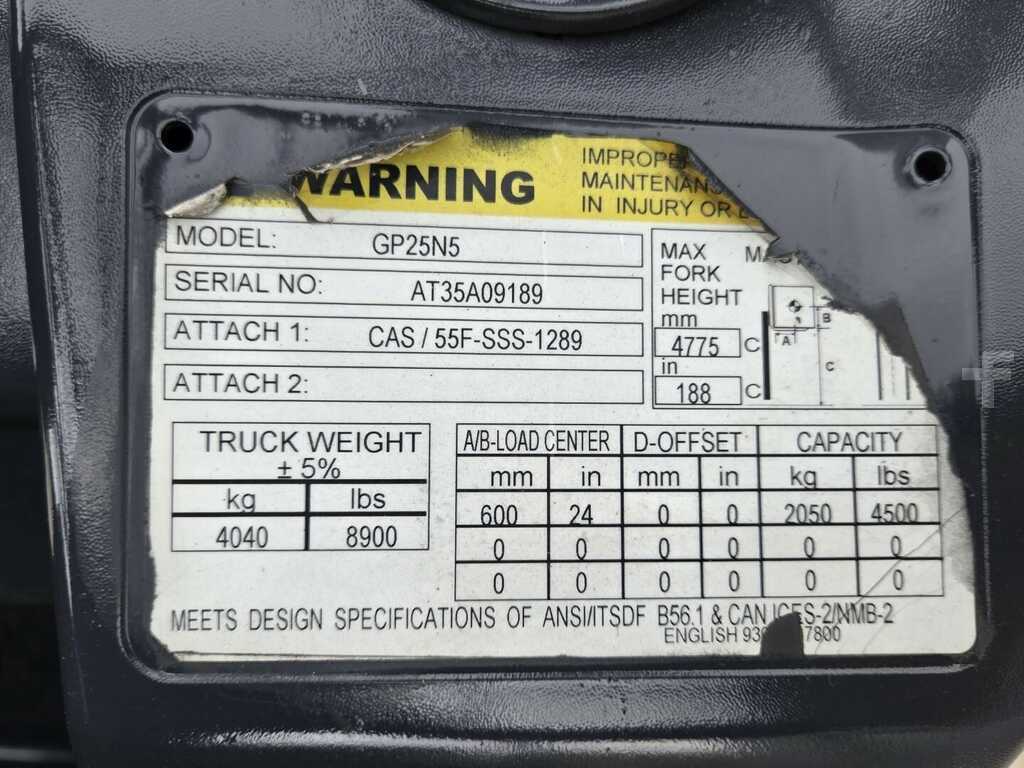 WARNING
IN INJURY OR
MODEL: GP25N5
SERIAL NO: AT35A09189
ATTACH 1: CAS / 55F-SSS-1289
ATTACH 2:
MAX
FORK
HEIGHT
mm
4775 C
in
188 C
A
B
C
TRUCK WEIGHT
± 5%
kg lbs
4040 8900
A/B-LOAD CENTER D-OFFSET CAPACITY
mm in mm in kg lbs
600 24 0 0 2050 4500
0 0 0 0 0 0
0 0 0 0 0 0
MEETS DESIGN SPECIFICATIONS OF ANSI/ITSDF B56.1 & CAN ICES-2/NMB-2
ENGLISH